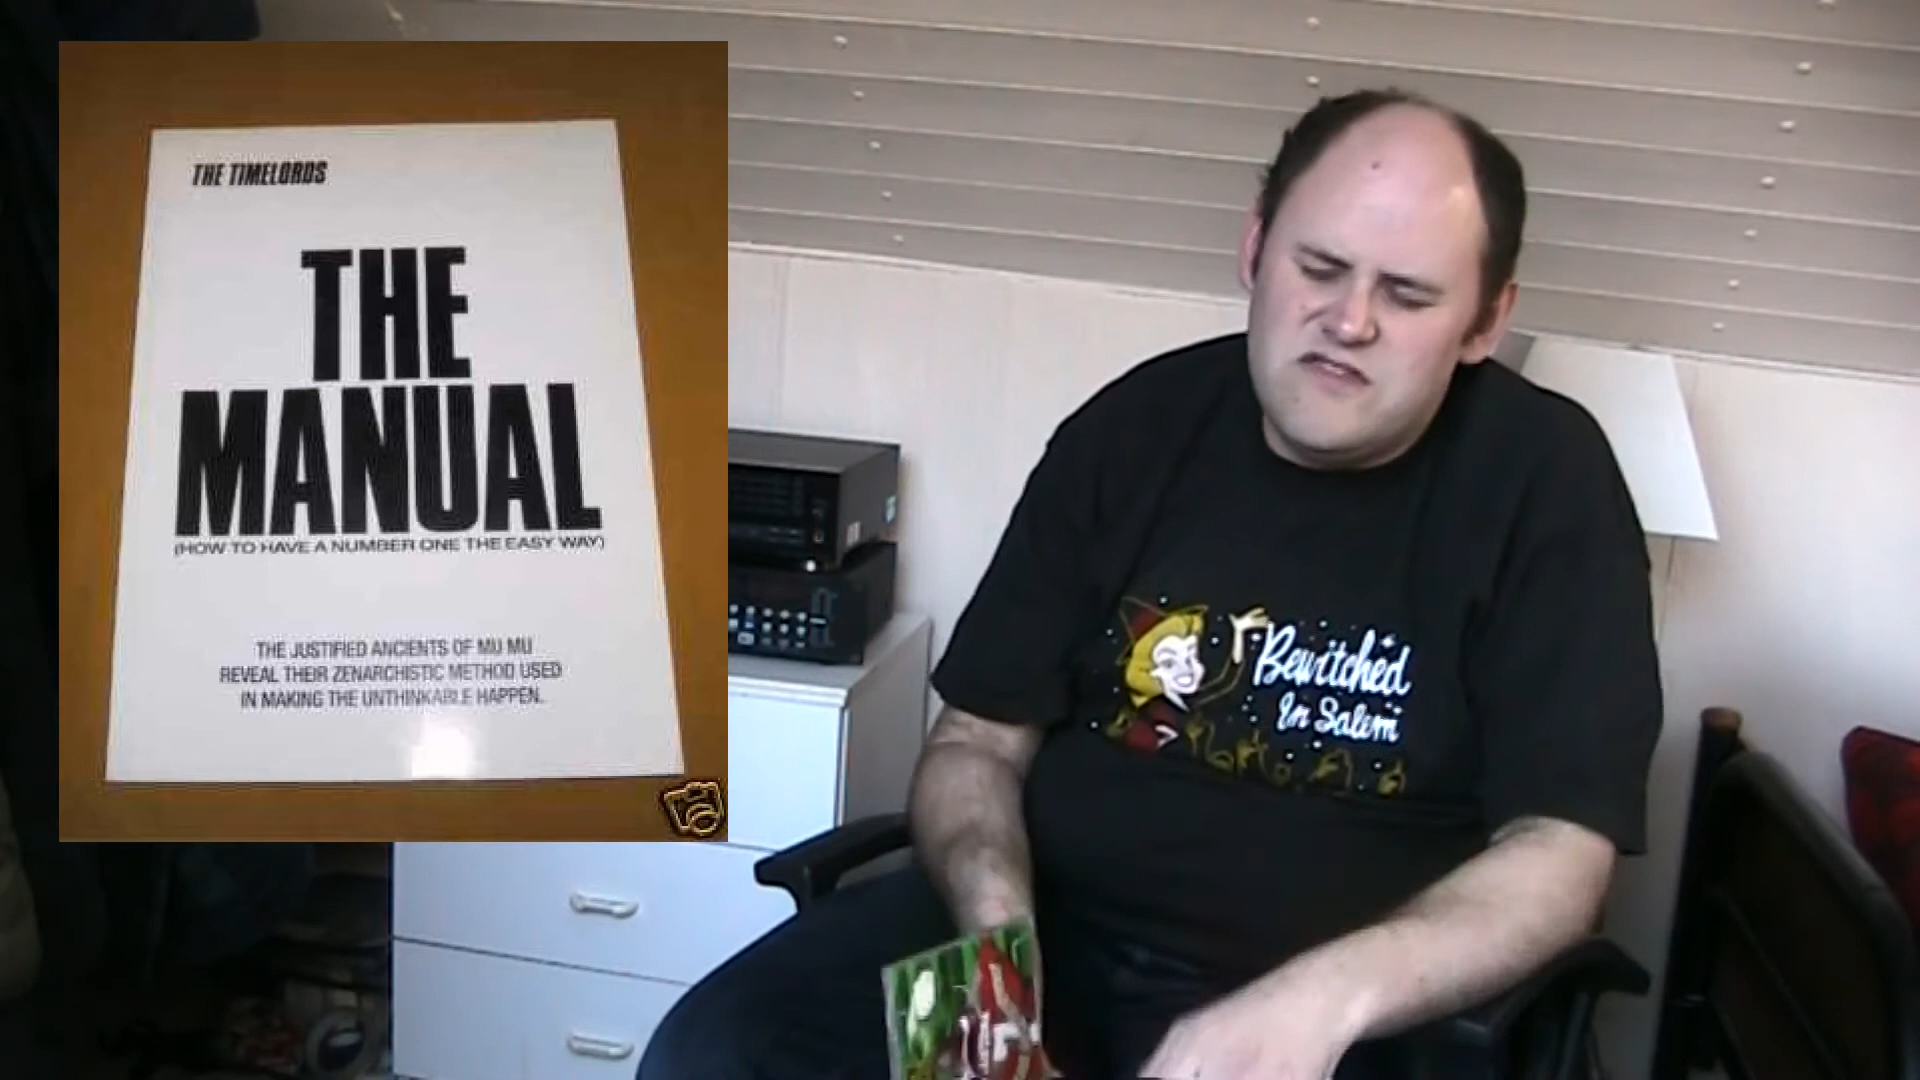 THE TIMELORDS
THE
MANUAL
(HOW TO HAVE A NUMBER ONE THE EASY WAY)
THE JUSTIFIED ANCIENTS OF MU MU
REVEAL THEIR ZENARCHISTIC METHOD USED
IN MAKING THE UNTHINKABLE HAPPEN.
Bewitched
In Salem